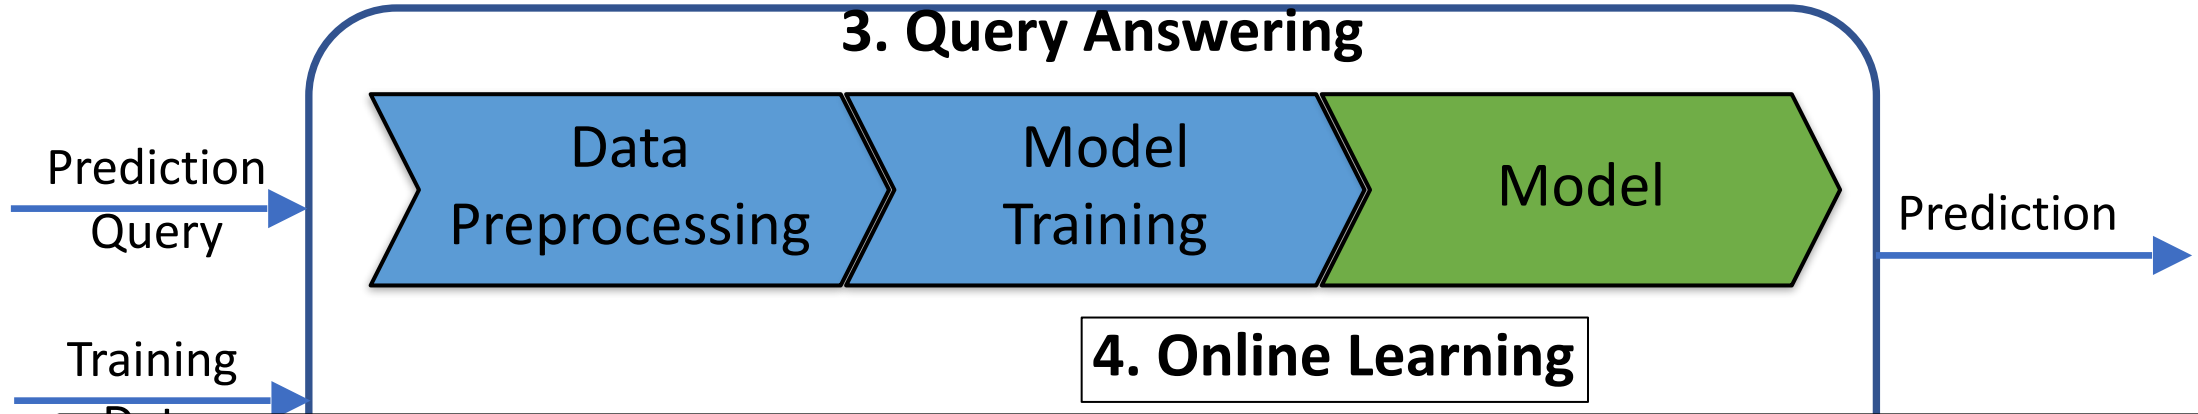 3. Query Answering
Data
Preprocessing
Model
Training
Model
Prediction
Query
Prediction
Training
4. Online Learning